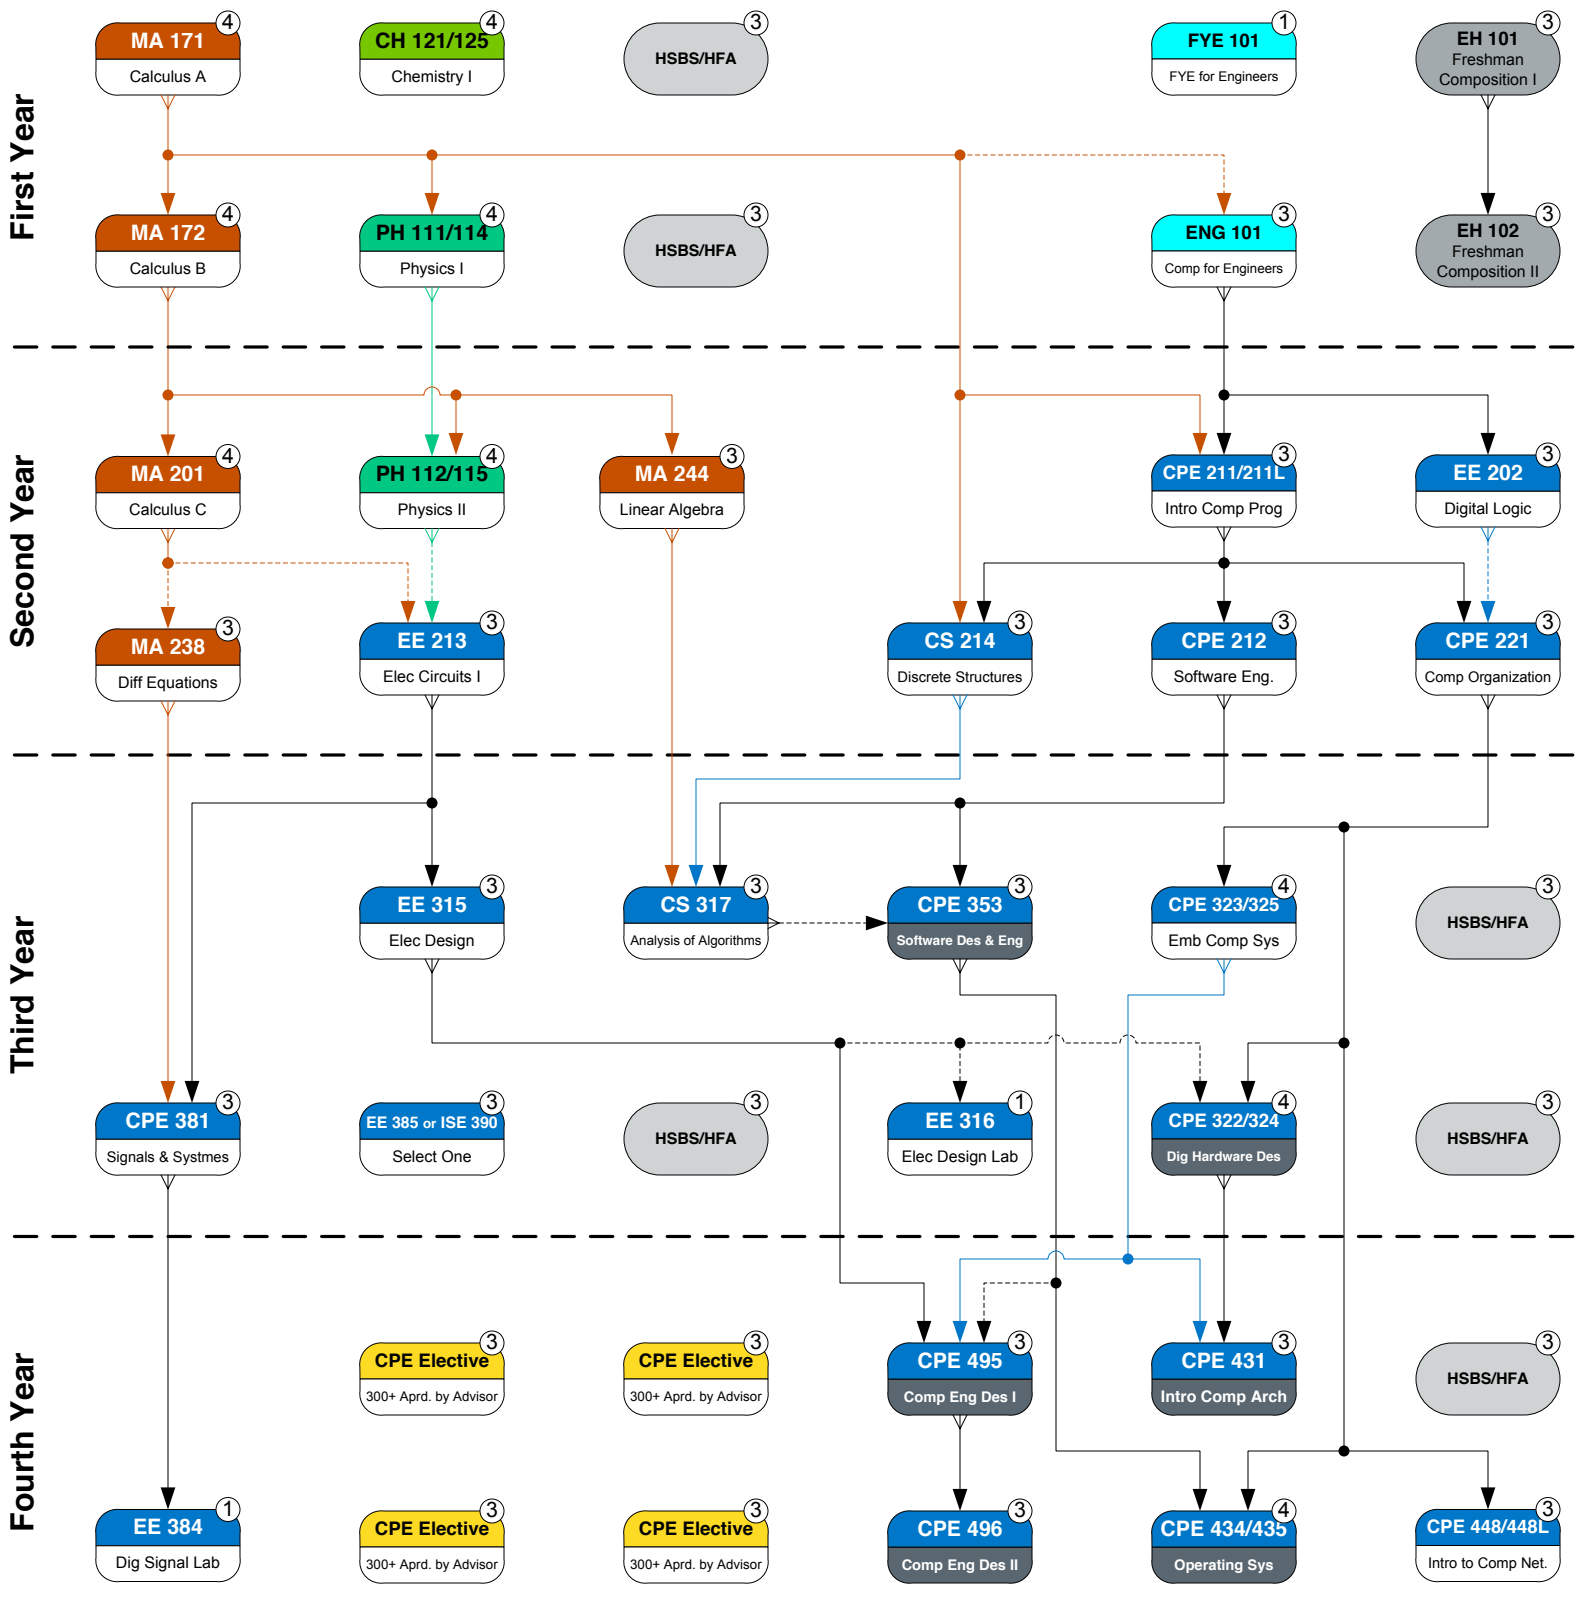 First Year
4
MA 171
Calculus A
4
CH 121/125
Chemistry I
3
HSBS/HFA
1
FYE 101
FYE for Engineers
3
EH 101
Freshman
Composition I
4
MA 172
Calculus B
4
PH 111/114
Physics I
3
HSBS/HFA
3
ENG 101
Comp for Engineers
3
EH 102
Freshman
Composition II
Second Year
4
MA 201
Calculus C
4
PH 112/115
Physics II
3
MA 244
Linear Algebra
3
CPE 211/211L
Intro Comp Prog
3
EE 202
Digital Logic
3
MA 238
Diff Equations
3
EE 213
Elec Circuits I
3
CS 214
Discrete Structures
3
CPE 212
Software Eng.
3
CPE 221
Comp Organization
Third Year
3
EE 315
Elec Design
3
CS 317
Analysis of Algorithms
3
CPE 353
Software Des & Eng
4
CPE 323/325
Emb Comp Sys
3
HSBS/HFA
3
CPE 381
Signals & Systmes
3
EE 385 or ISE 390
Select One
3
HSBS/HFA
1
EE 316
Elec Design Lab
4
CPE 322/324
Dig Hardware Des
3
HSBS/HFA
Fourth Year
3
CPE Elective
300+ Aprd. by Advisor
3
CPE Elective
300+ Aprd. by Advisor
3
CPE 495
Comp Eng Des I
3
CPE 431
Intro Comp Arch
3
HSBS/HFA
1
EE 384
Dig Signal Lab
3
CPE Elective
300+ Aprd. by Advisor
3
CPE Elective
300+ Aprd. by Advisor
3
CPE 496
Comp Eng Des II
4
CPE 434/435
Operating Sys
3
CPE 448/448L
Intro to Comp Net.